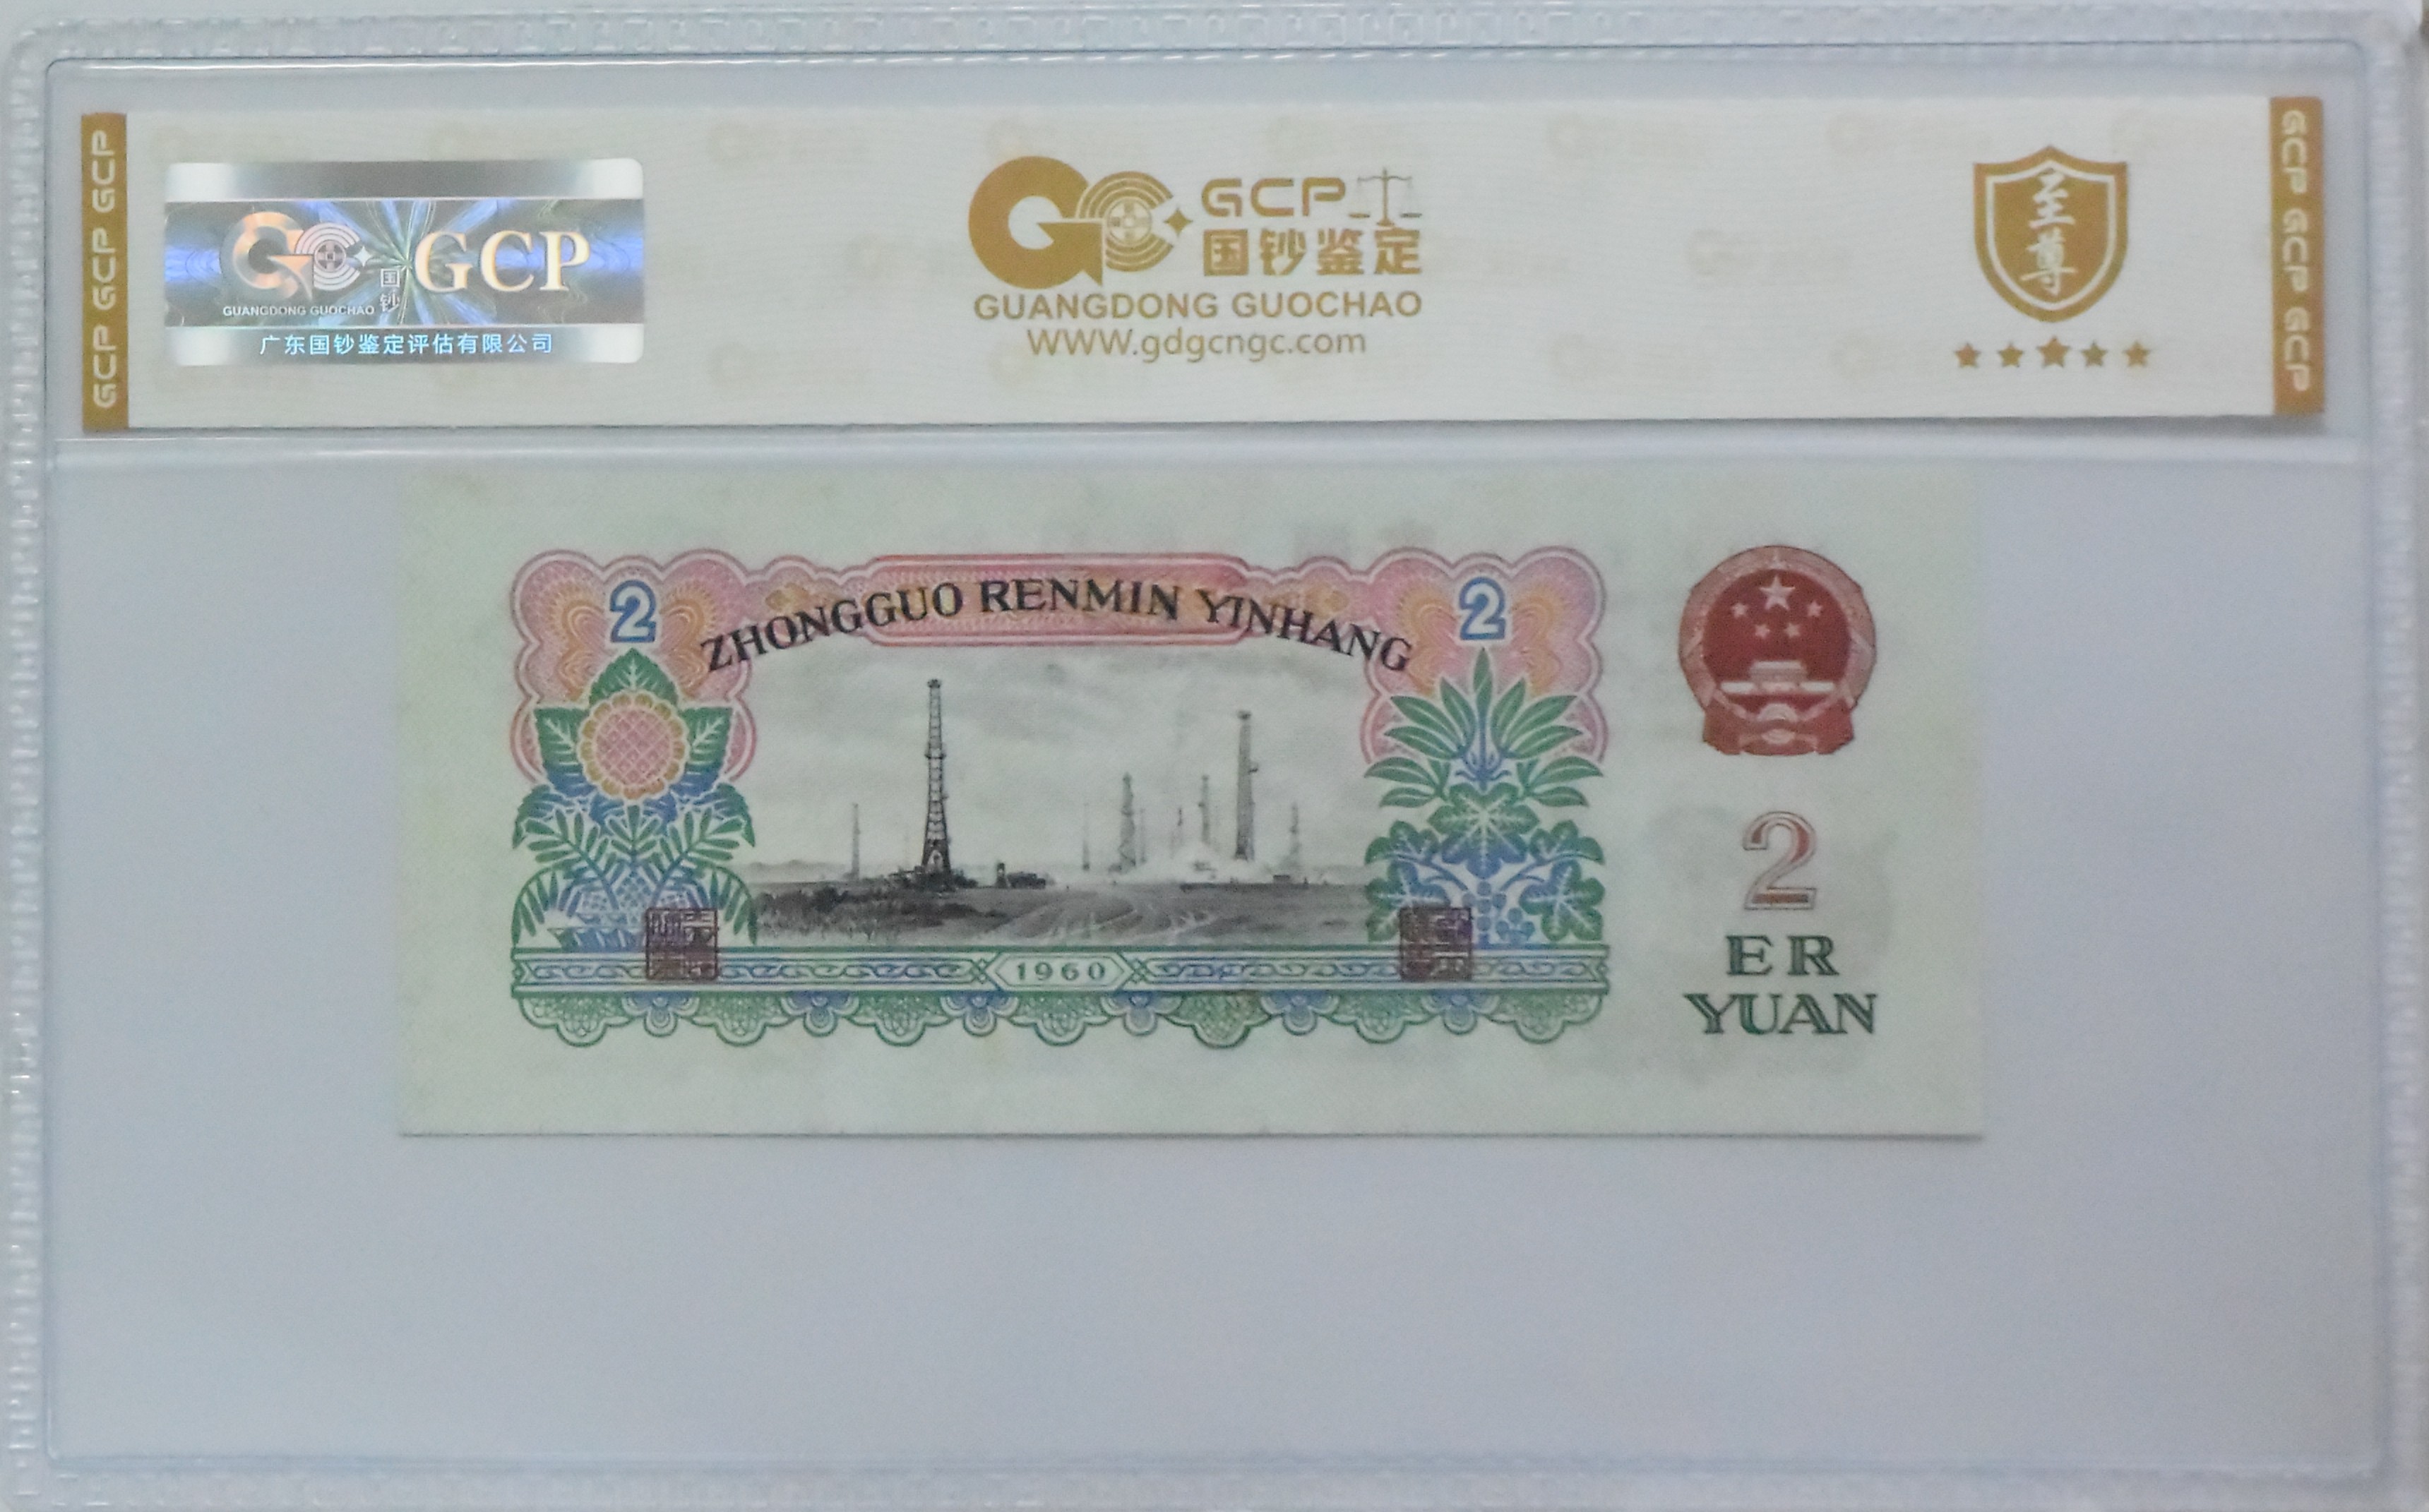 GCP GCP GCP
GCP
国钞
GUANGDONG GUOCHAO
广东国钞鉴定评估有限公司
GCP
国钞鉴定
GUANGDONG GUOCHAO
WWW.gdgcngc.com
至尊
GCP GCP GCP
2
ZHONGGUO RENMIN YINHANG
2
1960
2
ER
YUAN